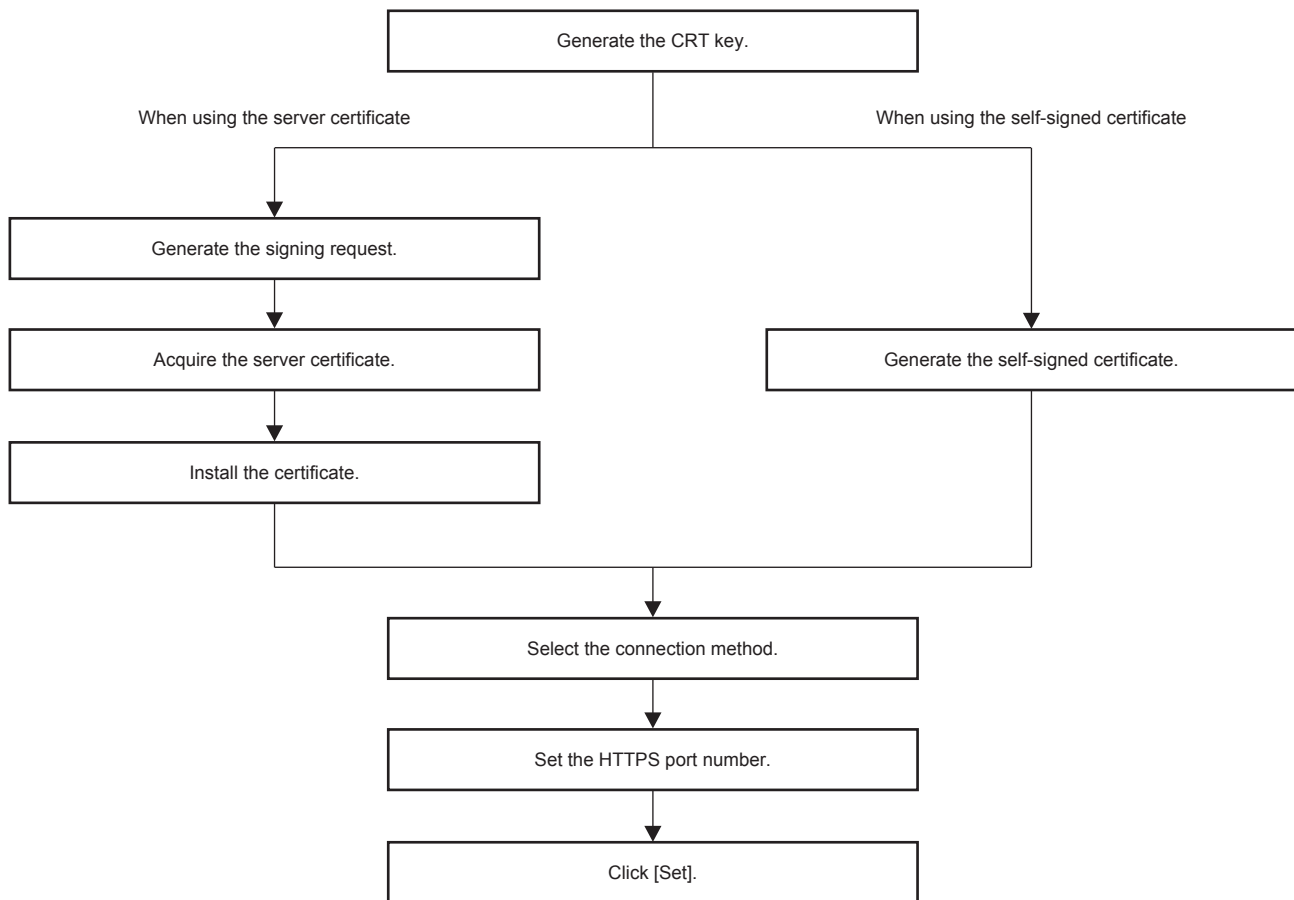 Generate the CRT key.
When using the server certificate
When using the self-signed certificate
Generate the signing request.
Acquire the server certificate.
Generate the self-signed certificate.
Install the certificate.
Select the connection method.
Set the HTTPS port number.
Click [Set].